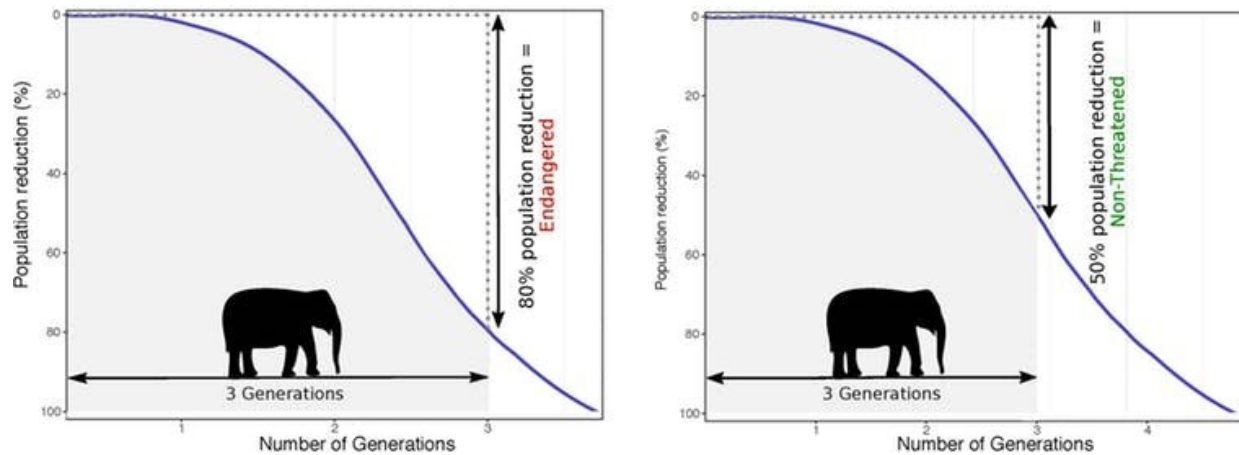 0
20
40
60
80
100
Population reduction (%)
80% population reduction =
Endangered
3 Generations
1
2
3
Number of Generations
0
20
40
60
80
100
Population reduction (%)
50% population reduction =
Non-Threatened
3 Generations
1
2
3
4
Number of Generations